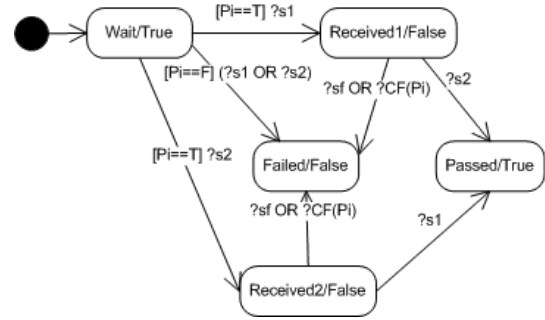 [Pi==T] ?s1
Wait/True
Received1/False
[Pi==F] (?s1 OR ?s2)
?sf OR ?CF(Pi)
?s2
[Pi==T] ?s2
Failed/False
Passed/True
?sf OR ?CF(Pi)
?s1
Received2/False